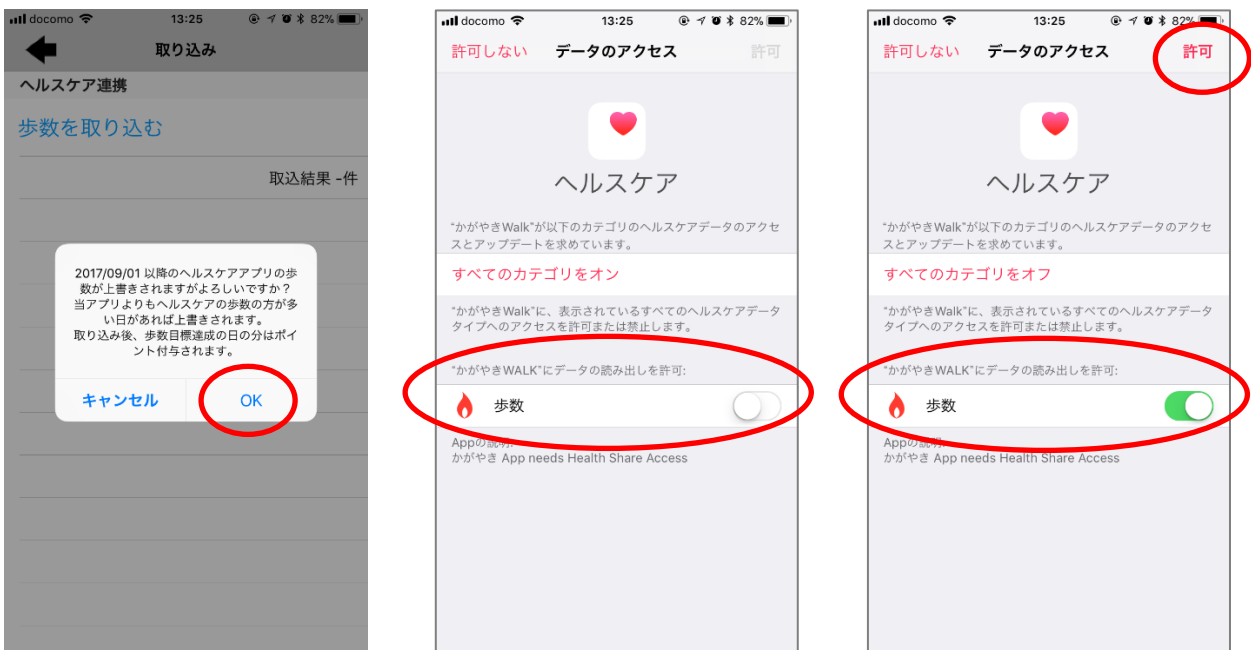 docomo 13:25 82%
取り込み
ヘルスケア連携
歩数を取り込む
取込結果 -件
2017/09/01 以降のヘルスケアアプリの歩
数が上書きされますがよろしいですか？
当アプリよりもヘルスケアの歩数の方が多
い日があれば上書きされます。
取り込み後、歩数目標達成の日の分はポイ
ント付与されます。
キャンセル OK
docomo 13:25 82%
許可しない データのアクセス 許可
ヘルスケア
"かがやきWalk"が以下のカテゴリのヘルスケアデータのアクセ
スとアップデートを求めています。
すべてのカテゴリをオン
"かがやきWalk"に、表示されているすべてのヘルスケアデータ
タイプへのアクセスを許可または禁止します。
"かがやきWALK"にデータの読み出しを許可:
歩数
Appの説明:
かがやき App needs Health Share Access
docomo 13:25 82%
許可しない データのアクセス 許可
ヘルスケア
"かがやきWalk"が以下のカテゴリのヘルスケアデータのアクセ
スとアップデートを求めています。
すべてのカテゴリをオフ
"かがやきWalk"に、表示されているすべてのヘルスケアデータ
タイプへのアクセスを許可または禁止します。
"かがやきWALK"にデータの読み出しを許可:
歩数
Appの説明:
かがやき App needs Health Share Access